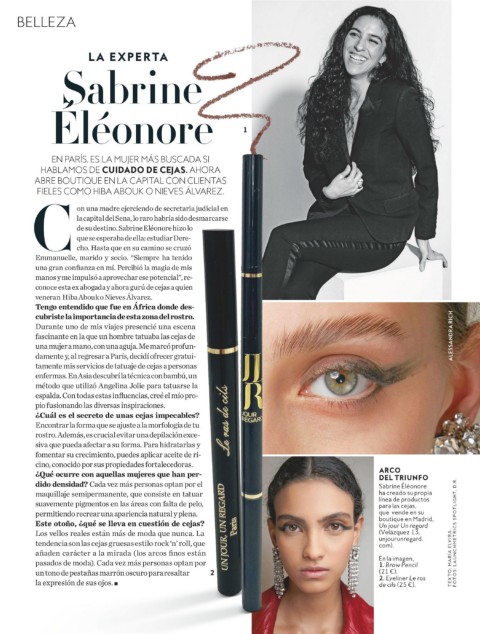 BELLEZA
LA EXPERTA
Sabrine
Éléonore
EN PARÍS, ES LA MUJER MÁS BUSCADA SI
HABLAMOS DE CUIDADO DE CEJAS. AHORA
ABRE BOUTIQUE EN LA CAPITAL CON CLIENTAS
FIELES COMO HIBA ABOUK O NIEVES ÁLVAREZ.
Con una madre ejerciendo de secretaria judicial en
la capital del Sena, lo raro habría sido desmarcarse
de su destino. Sabrine Eléonore hizo lo
que se esperaba de ella: estudiar Dere-
cho. Hasta que en su camino se cruzó
Emmanuelle, marido y socio. “Siempre ha tenido
una gran confianza en mí. Percibió la magia de mis
manos y me impulsó a aprovechar ese potencial”, re-
conoce esta ex abogada y ahora gurú de cejas a quien
veneran Hiba Abouk o Nieves Álvarez.
Tengo entendido que fue en África donde des-
cubriste la importancia de esta zona del rostro.
Durante uno de mis viajes presenció una escena
fascinante en la que un hombre tatuaba las cejas de
una mujer a mano, con una aguja. Me marcó profun-
damente y, al regresar a París, decidí ofrecer gratui-
tamente mis servicios de tatuaje de cejas a personas
enfermas. En Asia descubrí la técnica con bambú, un
método que utilizó Angelina Jolie para tatuarse la
espalda. Con todas estas influencias, creé el mío pro-
pio fusionando las diversas inspiraciones.
¿Cuál es el secreto de unas cejas impecables?
Encontrar la forma que se ajuste a la morfología de tu
rostro. Además, es crucial evitar una depilación exce-
siva que pueda afectar a su forma. Para hidratarlas y
fomentar su crecimiento, puedes aplicar aceite de ri-
cino, conocido por sus propiedades fortalecedoras.
¿Qué ocurre con aquellas mujeres que han per-
dido densidad? Cada vez más personas optan por el
maquillaje semipermanente, que consiste en tatuar
suavemente pigmentos en las áreas con falta de pelo,
permitiendo recrear una apariencia natural y plena.
Este otoño, ¿qué se lleva en cuestión de cejas?
Los vellos reales están más de moda que nunca. La
tendencia son las cejas gruesas estilo rock’n’roll, que
añaden carácter a la mirada (los arcos finos están
pasados de moda). Cada vez más personas optan por
un tono de pestañas marrón oscuro para resaltar
la expresión de sus ojos. ■
1
2
Le ras de cils
UN JOUR, UN REGARD
Paris
JJR
JOUR
REGARD
ALESSANDRA RICH
ARCO
DEL TRIUNFO
Sabrine Éléonore
ha creado su propia
línea de productos
para las cejas,
que vende en su
boutique en Madrid,
Un jour Un regard
(Velázquez 13,
unjourunregard.
com).
En la imagen,
1. Brow Pencil
(21 €).
2. Eyeliner Le ras
de cils (25 €).
TEXTO: MARÍA ELVIRA.
FOTOS: LAUNCHMETRICS SPOTLIGHT; D.R.